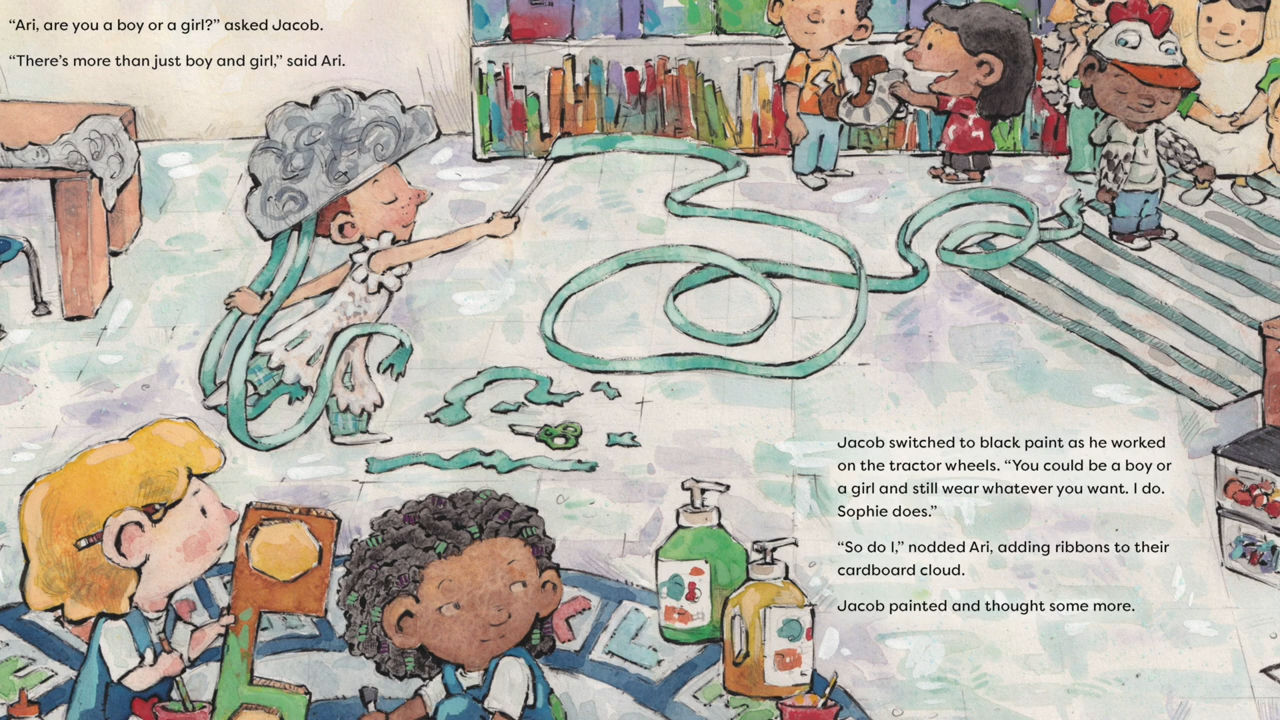 “Ari, are you a boy or a girl?” asked Jacob.
“There’s more than just boy and girl,” said Ari.
Jacob switched to black paint as he worked
on the tractor wheels. “You could be a boy or
a girl and still wear whatever you want. I do.
Sophie does.”
“So do I,” nodded Ari, adding ribbons to their
cardboard cloud.
Jacob painted and thought some more.